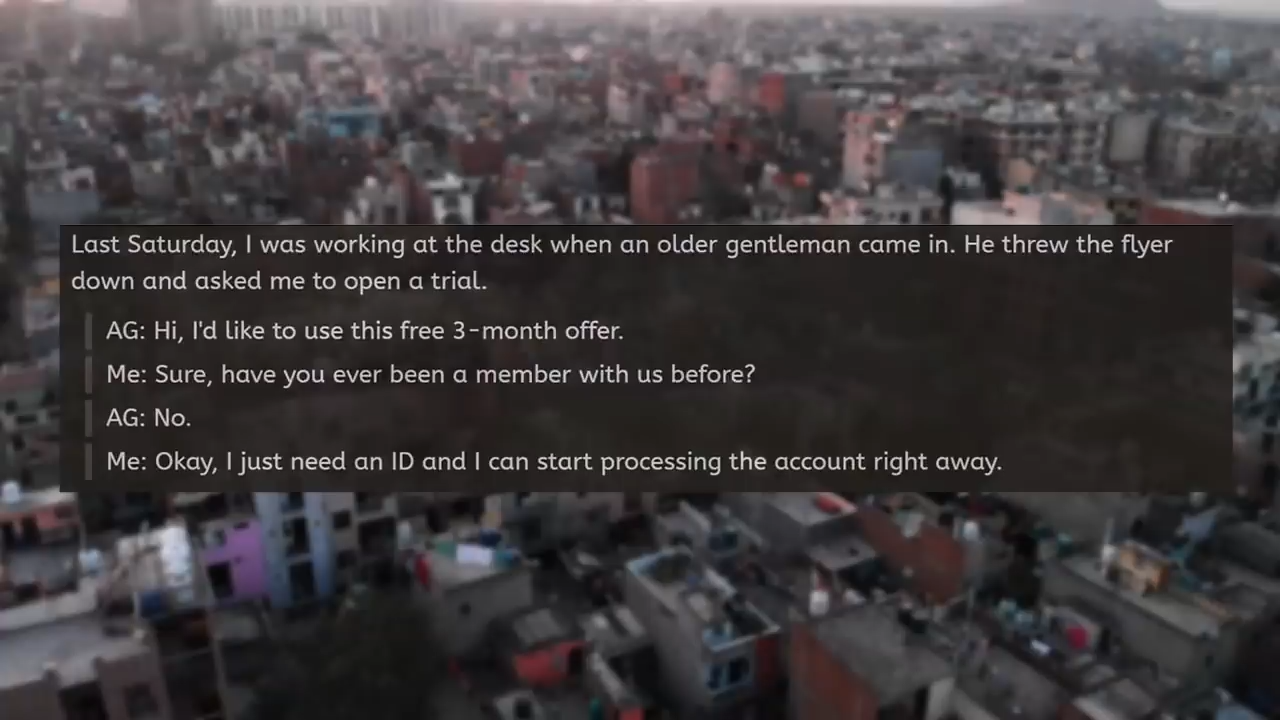 Last Saturday, I was working at the desk when an older gentleman came in. He threw the flyer
down and asked me to open a trial.
AG: Hi, I'd like to use this free 3-month offer.
Me: Sure, have you ever been a member with us before?
AG: No.
Me: Okay, I just need an ID and I can start processing the account right away.